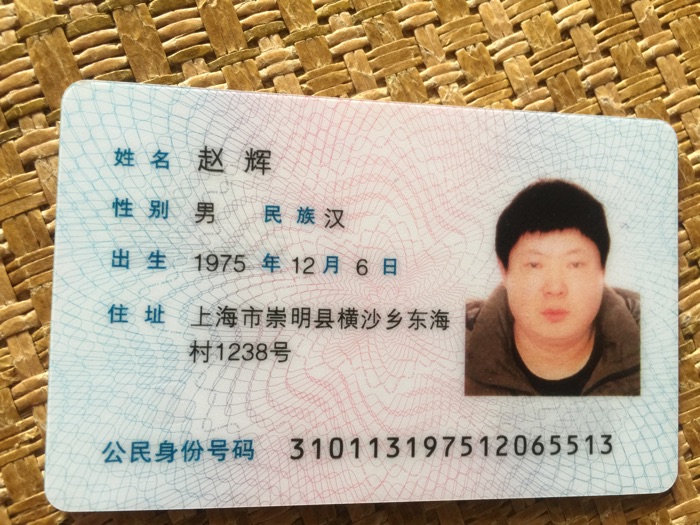 姓名 赵辉
性别 男 民族 汉
出生 1975 年 12 月 6 日
住址 上海市崇明县横沙乡东海
村1238号
公民身份号码 310113197512065513